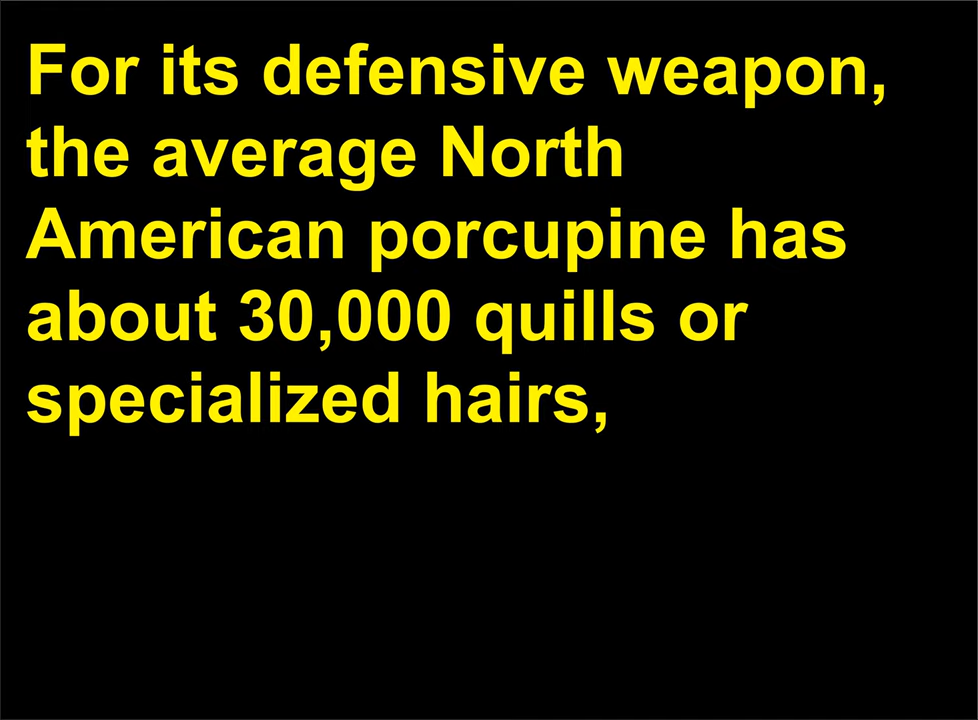 For its defensive weapon,
the average North
American porcupine has
about 30,000 quills or
specialized hairs,